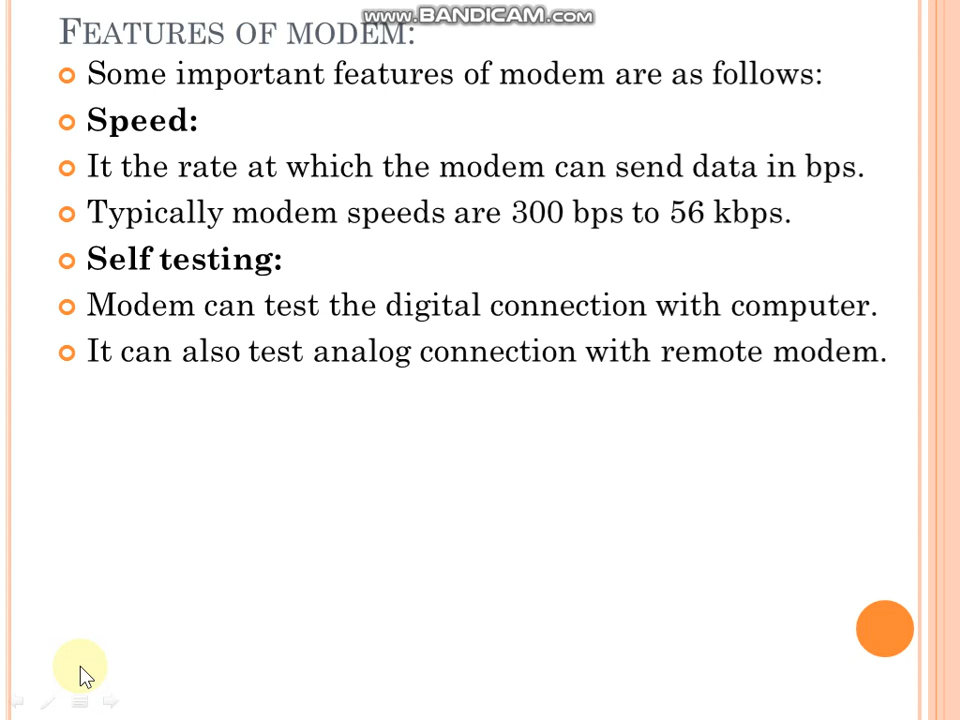 www.BANDICAM.com
FEATURES OF MODEM:
Some important features of modem are as follows:
Speed:
It the rate at which the modem can send data in bps.
Typically modem speeds are 300 bps to 56 kbps.
Self testing:
Modem can test the digital connection with computer.
It can also test analog connection with remote modem.